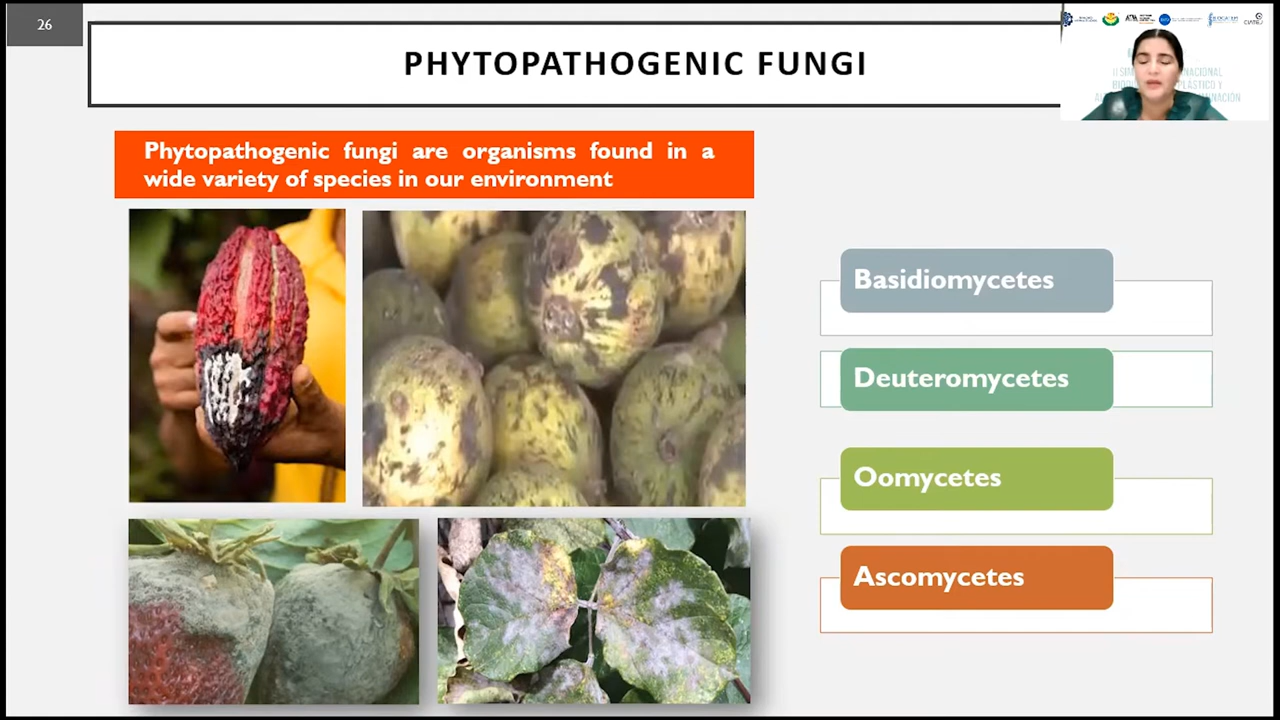 26
PHYTOPATHOGENIC FUNGI
Phytopathogenic fungi are organisms found in a
wide variety of species in our environment
Basidiomycetes
Deuteromycetes
Oomycetes
Ascomycetes